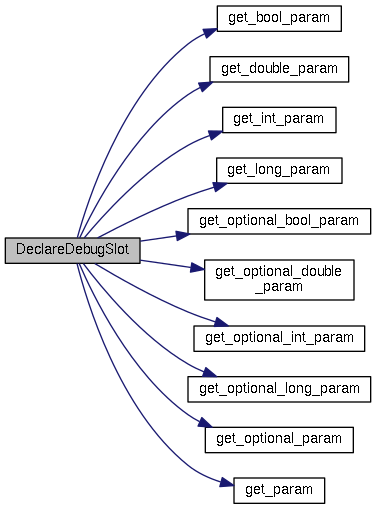 get_bool_param
get_double_param
get_int_param
get_long_param
DeclareDebugSlot
get_optional_bool_param
get_optional_double
_param
get_optional_int_param
get_optional_long_param
get_optional_param
get_param